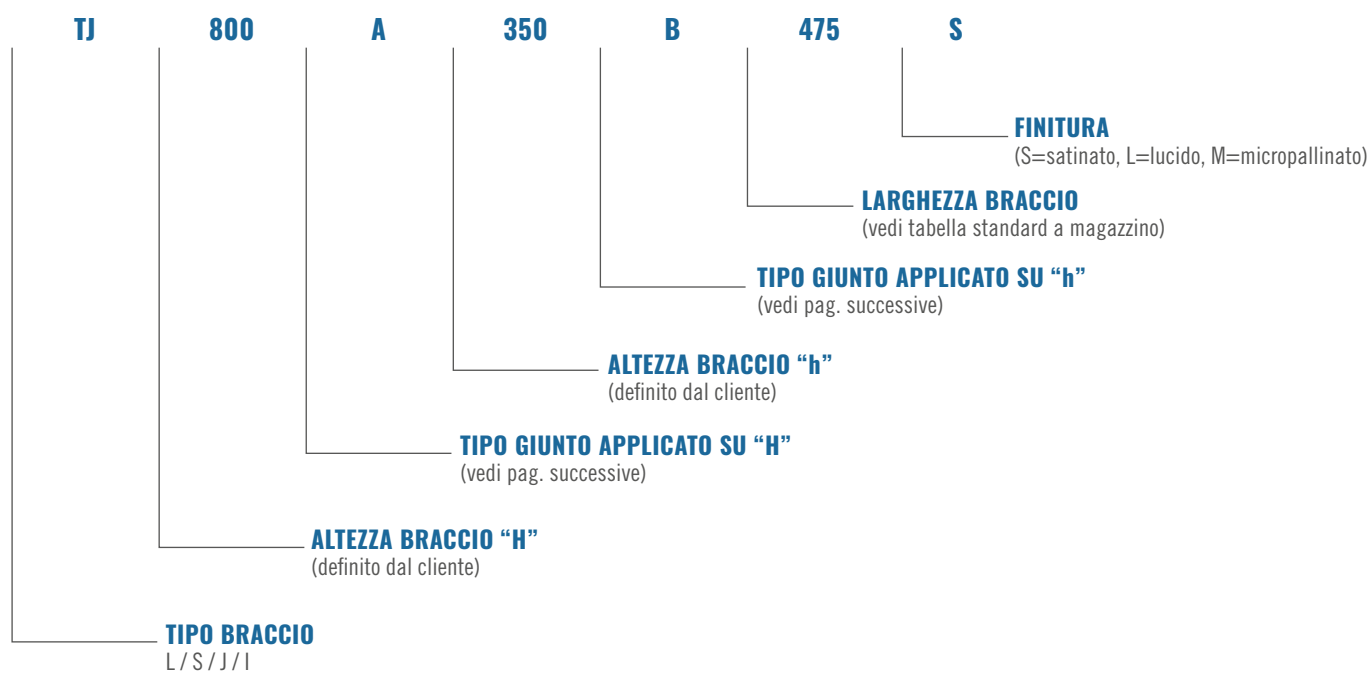 TJ 800 A 350 B 475 S
FINITURA
(S=satinato, L=lucido, M=micropallinato)
LARGHEZZA BRACCIO
(vedi tabella standard a magazzino)
TIPO GIUNTO APPLICATO SU “h”
(vedi pag. successive)
ALTEZZA BRACCIO “h”
(definito dal cliente)
TIPO GIUNTO APPLICATO SU “H”
(vedi pag. successive)
ALTEZZA BRACCIO “H”
(definito dal cliente)
TIPO BRACCIO
L / S / J / I